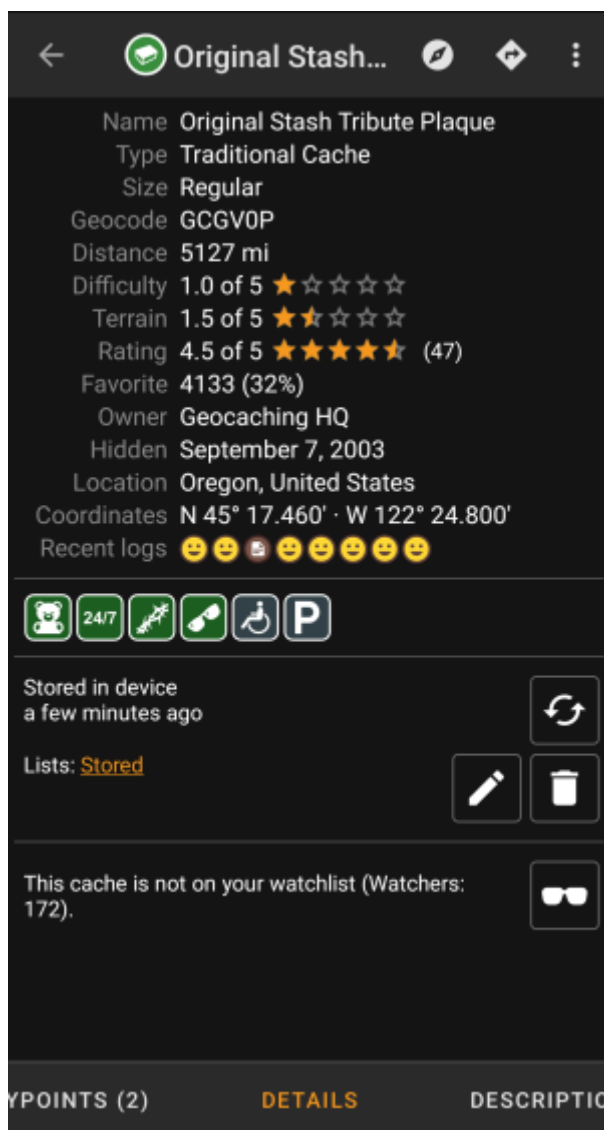 Original Stash...
Name Original Stash Tribute Plaque
Type Traditional Cache
Size Regular
Geocode GCGV0P
Distance 5127 mi
Difficulty 1.0 of 5
Terrain 1.5 of 5
Rating 4.5 of 5 (47)
Favorite 4133 (32%)
Owner Geocaching HQ
Hidden September 7, 2003
Location Oregon, United States
Coordinates N 45° 17.460' · W 122° 24.800'
Recent logs
24/7 P
Stored in device
a few minutes ago
Lists: Stored
This cache is not on your watchlist (Watchers:
172).
YPOINTS (2) DETAILS DESCRIPTIO